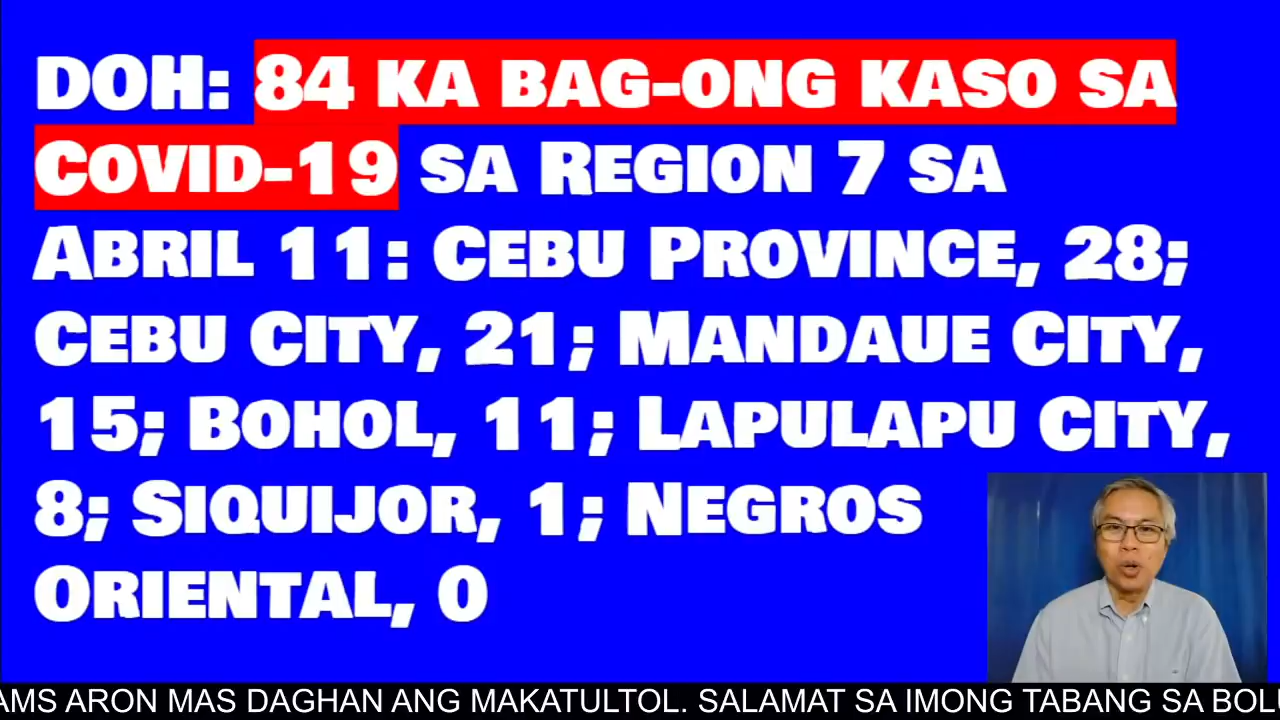 DOH: 84 KA BAG-ONG KASO SA
COVID-19 SA REGION 7 SA
ABRIL 11: CEBU PROVINCE, 28;
CEBU CITY, 21; MANDAUE CITY,
15; BOHOL, 11; LAPULAPU CITY,
8; SIQUIJOR, 1; NEGROS
ORIENTAL, 0
AMS ARON MAS DAGHAN ANG MAKATULTOL. SALAMAT SA IMONG TABANG SA BOL